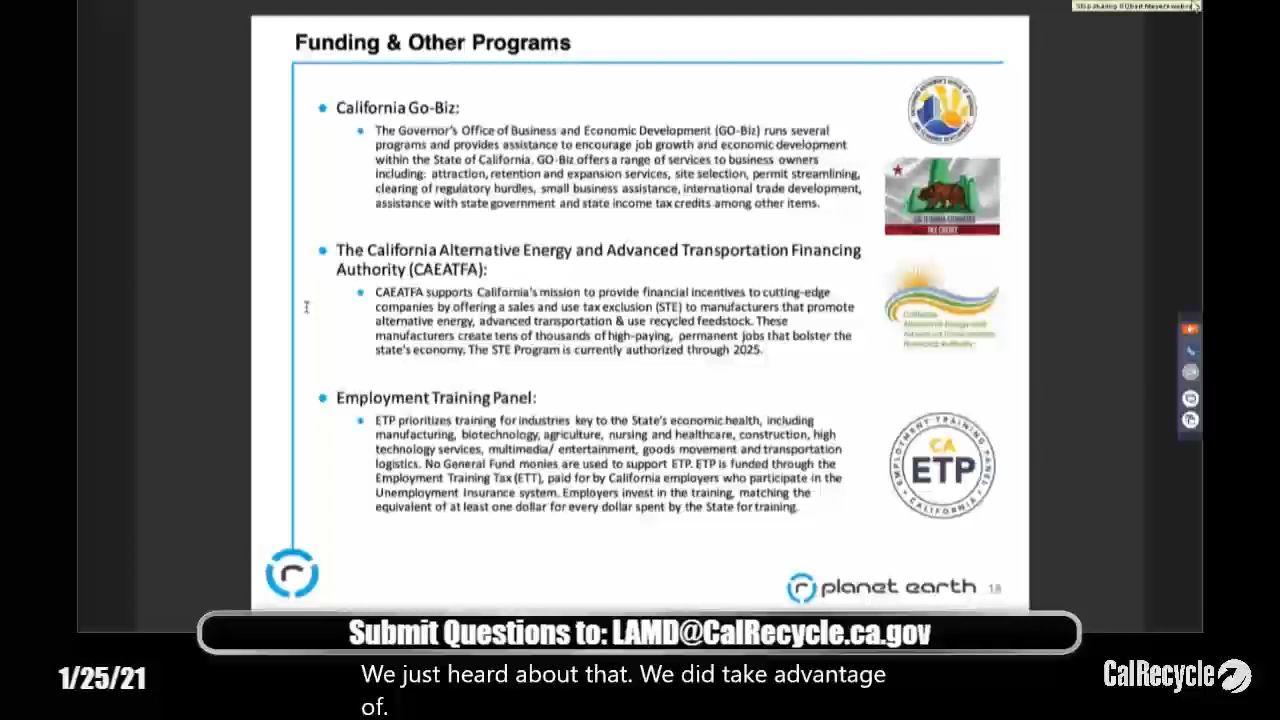 Funding & Other Programs
California Go-Biz:
The Governor's Office of Business and Economic Development (GO-Biz) runs several
programs and provides assistance to encourage job growth and economic development
within the State of California. GO-Biz offers a range of services to business owners
including: attraction, retention and expansion services, site selection, permit streamlining,
clearing of regulatory hurdles, small business assistance, international trade development,
assistance with state government and state income tax credits among other items.
The California Alternative Energy and Advanced Transportation Financing
Authority (CAEATFA):
CAEATFA supports California's mission to provide financial incentives to cutting-edge
companies by offering a sales and use tax exclusion (STE) to manufacturers that promote
alternative energy, advanced transportation & use recycled feedstock. These
manufacturers create tens of thousands of high-paying, permanent jobs that bolster the
state's economy. The STE Program is currently authorized through 2025.
Employment Training Panel:
ETP prioritizes training for industries key to the State's economic health, including
manufacturing, biotechnology, agriculture, nursing and healthcare, construction, high
technology services, multimedia/ entertainment, goods movement and transportation
logistics. No General Fund monies are used to support ETP. ETP is funded through the
Employment Training Tax (ETT), paid for by California employers who participate in the
Unemployment Insurance system. Employers invest in the training, matching the
equivalent of at least one dollar for every dollar spent by the State for training.
TAX CREDIT
EMPLOYMENT TRAINING PANEL
CA
ETP
CALIFORNIA
r planet earth
18
Submit Questions to: LAMD@CalRecycle.ca.gov
1/25/21
We just heard about that. We did take advantage
of.
CalRecycle